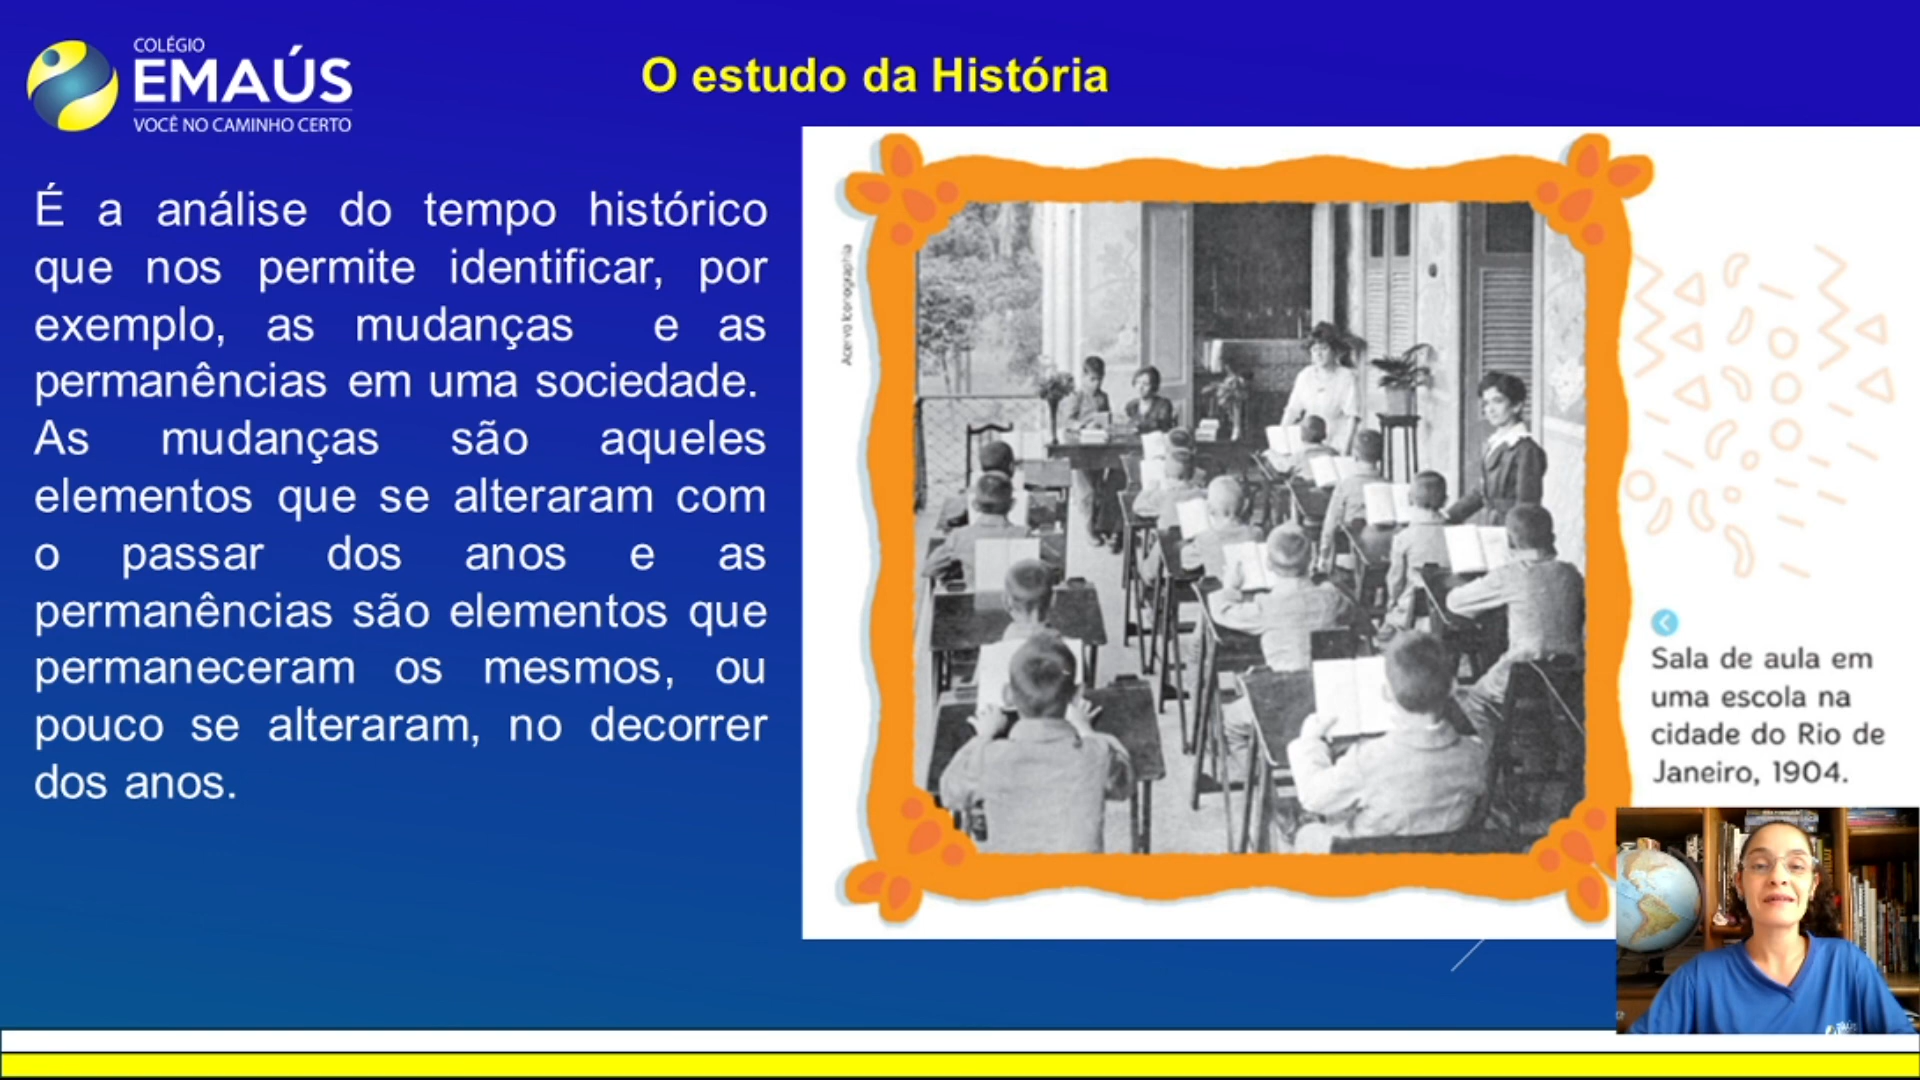 COLÉGIO
EMAÚS
VOCÊ NO CAMINHO CERTO
O estudo da História
É a análise do tempo histórico
que nos permite identificar, por
exemplo, as mudanças e as
permanências em uma sociedade.
As mudanças são aqueles
elementos que se alteraram com
o passar dos anos e as
permanências são elementos que
permaneceram os mesmos, ou
pouco se alteraram, no decorrer
dos anos.
Acervo Iconographia
Sala de aula em
uma escola na
cidade do Rio de
Janeiro, 1904.